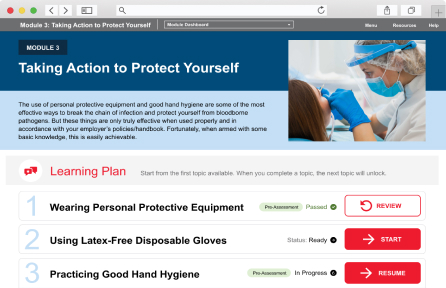 Module 3: Taking Action to Protect Yourself
Module Dashboard
Menu
Resources
Help
MODULE 3
Taking Action to Protect Yourself
The use of personal protective equipment and good hand hygiene are some of the most
effective ways to break the chain of infection and protect yourself from bloodborne
pathogens. But these things are only truly effective when used properly and in
accordance with your employer's policies/handbook. Fortunately, when armed with some
basic knowledge, this is easily achievable.
Learning Plan
Start from the first topic available. When you complete a topic, the next topic will unlock.
1 Wearing Personal Protective Equipment Pre-Assessment Passed REVIEW
2 Using Latex-Free Disposable Gloves Status: Ready START
3 Practicing Good Hand Hygiene Pre-Assessment In Progress RESUME